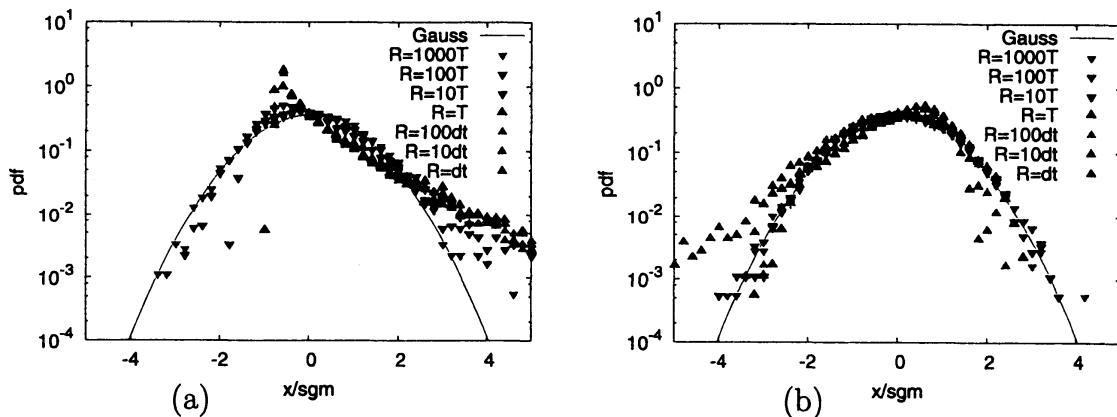 10¹
10⁰
10⁻¹
10⁻²
10⁻³
10⁻⁴
pdf
Gauss
R=1000T
R=100T
R=10T
R=T
R=100dt
R=10dt
R=dt
-4
-2
0
2
4
x/sgm
(a)
10¹
10⁰
10⁻¹
10⁻²
10⁻³
10⁻⁴
pdf
Gauss
R=1000T
R=100T
R=10T
R=T
R=100dt
R=10dt
R=dt
-4
-2
0
2
4
x/sgm
(b)